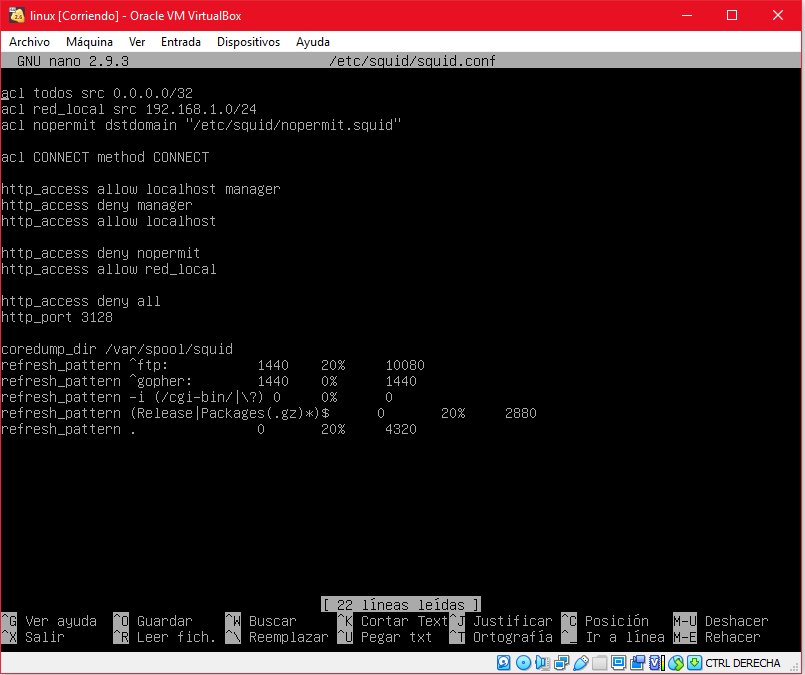 linux [Corriendo] - Oracle VM VirtualBox
Archivo Máquina Ver Entrada Dispositivos Ayuda
GNU nano 2.9.3 /etc/squid/squid.conf
acl todos src 0.0.0.0/32
acl red_local src 192.168.1.0/24
acl nopermit dstdomain "/etc/squid/nopermit.squid"
acl CONNECT method CONNECT
http_access allow localhost manager
http_access deny manager
http_access allow localhost
http_access deny nopermit
http_access allow red_local
http_access deny all
http_port 3128
coredump_dir /var/spool/squid
refresh_pattern ^ftp: 1440 20% 10080
refresh_pattern ^gopher: 1440 0% 1440
refresh_pattern -i (/cgi-bin/|\?) 0 0% 0
refresh_pattern (Release|Packages(.gz)*)$ 0 20% 2880
refresh_pattern . 0 20% 4320
[ 22 líneas leídas ]
^G Ver ayuda ^O Guardar ^W Buscar ^K Cortar Text ^J Justificar ^C Posición M-U Deshacer
^X Salir ^R Leer fich. ^\ Reemplazar ^U Pegar txt ^T Ortografía ^_ Ir a línea M-E Rehacer
CTRL DERECHA